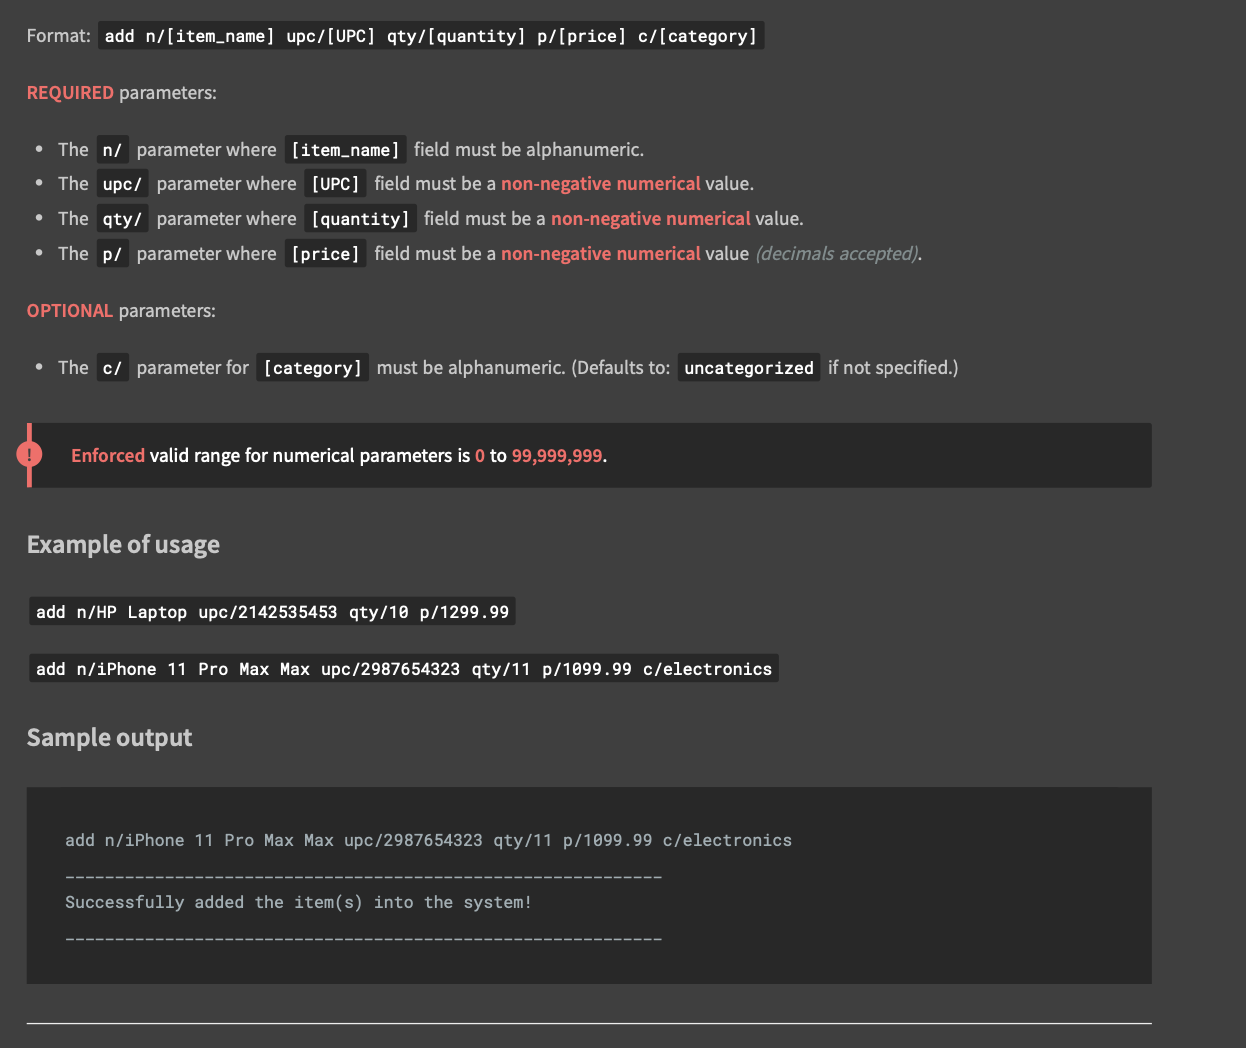 Format: add n/[item_name] upc/[UPC] qty/[quantity] p/[price] c/[category]
REQUIRED parameters:
• The n/ parameter where [item_name] field must be alphanumeric.
• The upc/ parameter where [UPC] field must be a non-negative numerical value.
• The qty/ parameter where [quantity] field must be a non-negative numerical value.
• The p/ parameter where [price] field must be a non-negative numerical value (decimals accepted).
OPTIONAL parameters:
• The c/ parameter for [category] must be alphanumeric. (Defaults to: uncategorized if not specified.)
! Enforced valid range for numerical parameters is 0 to 99,999,999.
Example of usage
add n/HP Laptop upc/2142535453 qty/10 p/1299.99
add n/iPhone 11 Pro Max Max upc/2987654323 qty/11 p/1099.99 c/electronics
Sample output
add n/iPhone 11 Pro Max Max upc/2987654323 qty/11 p/1099.99 c/electronics
------------------------------------------------------------
Successfully added the item(s) into the system!
------------------------------------------------------------